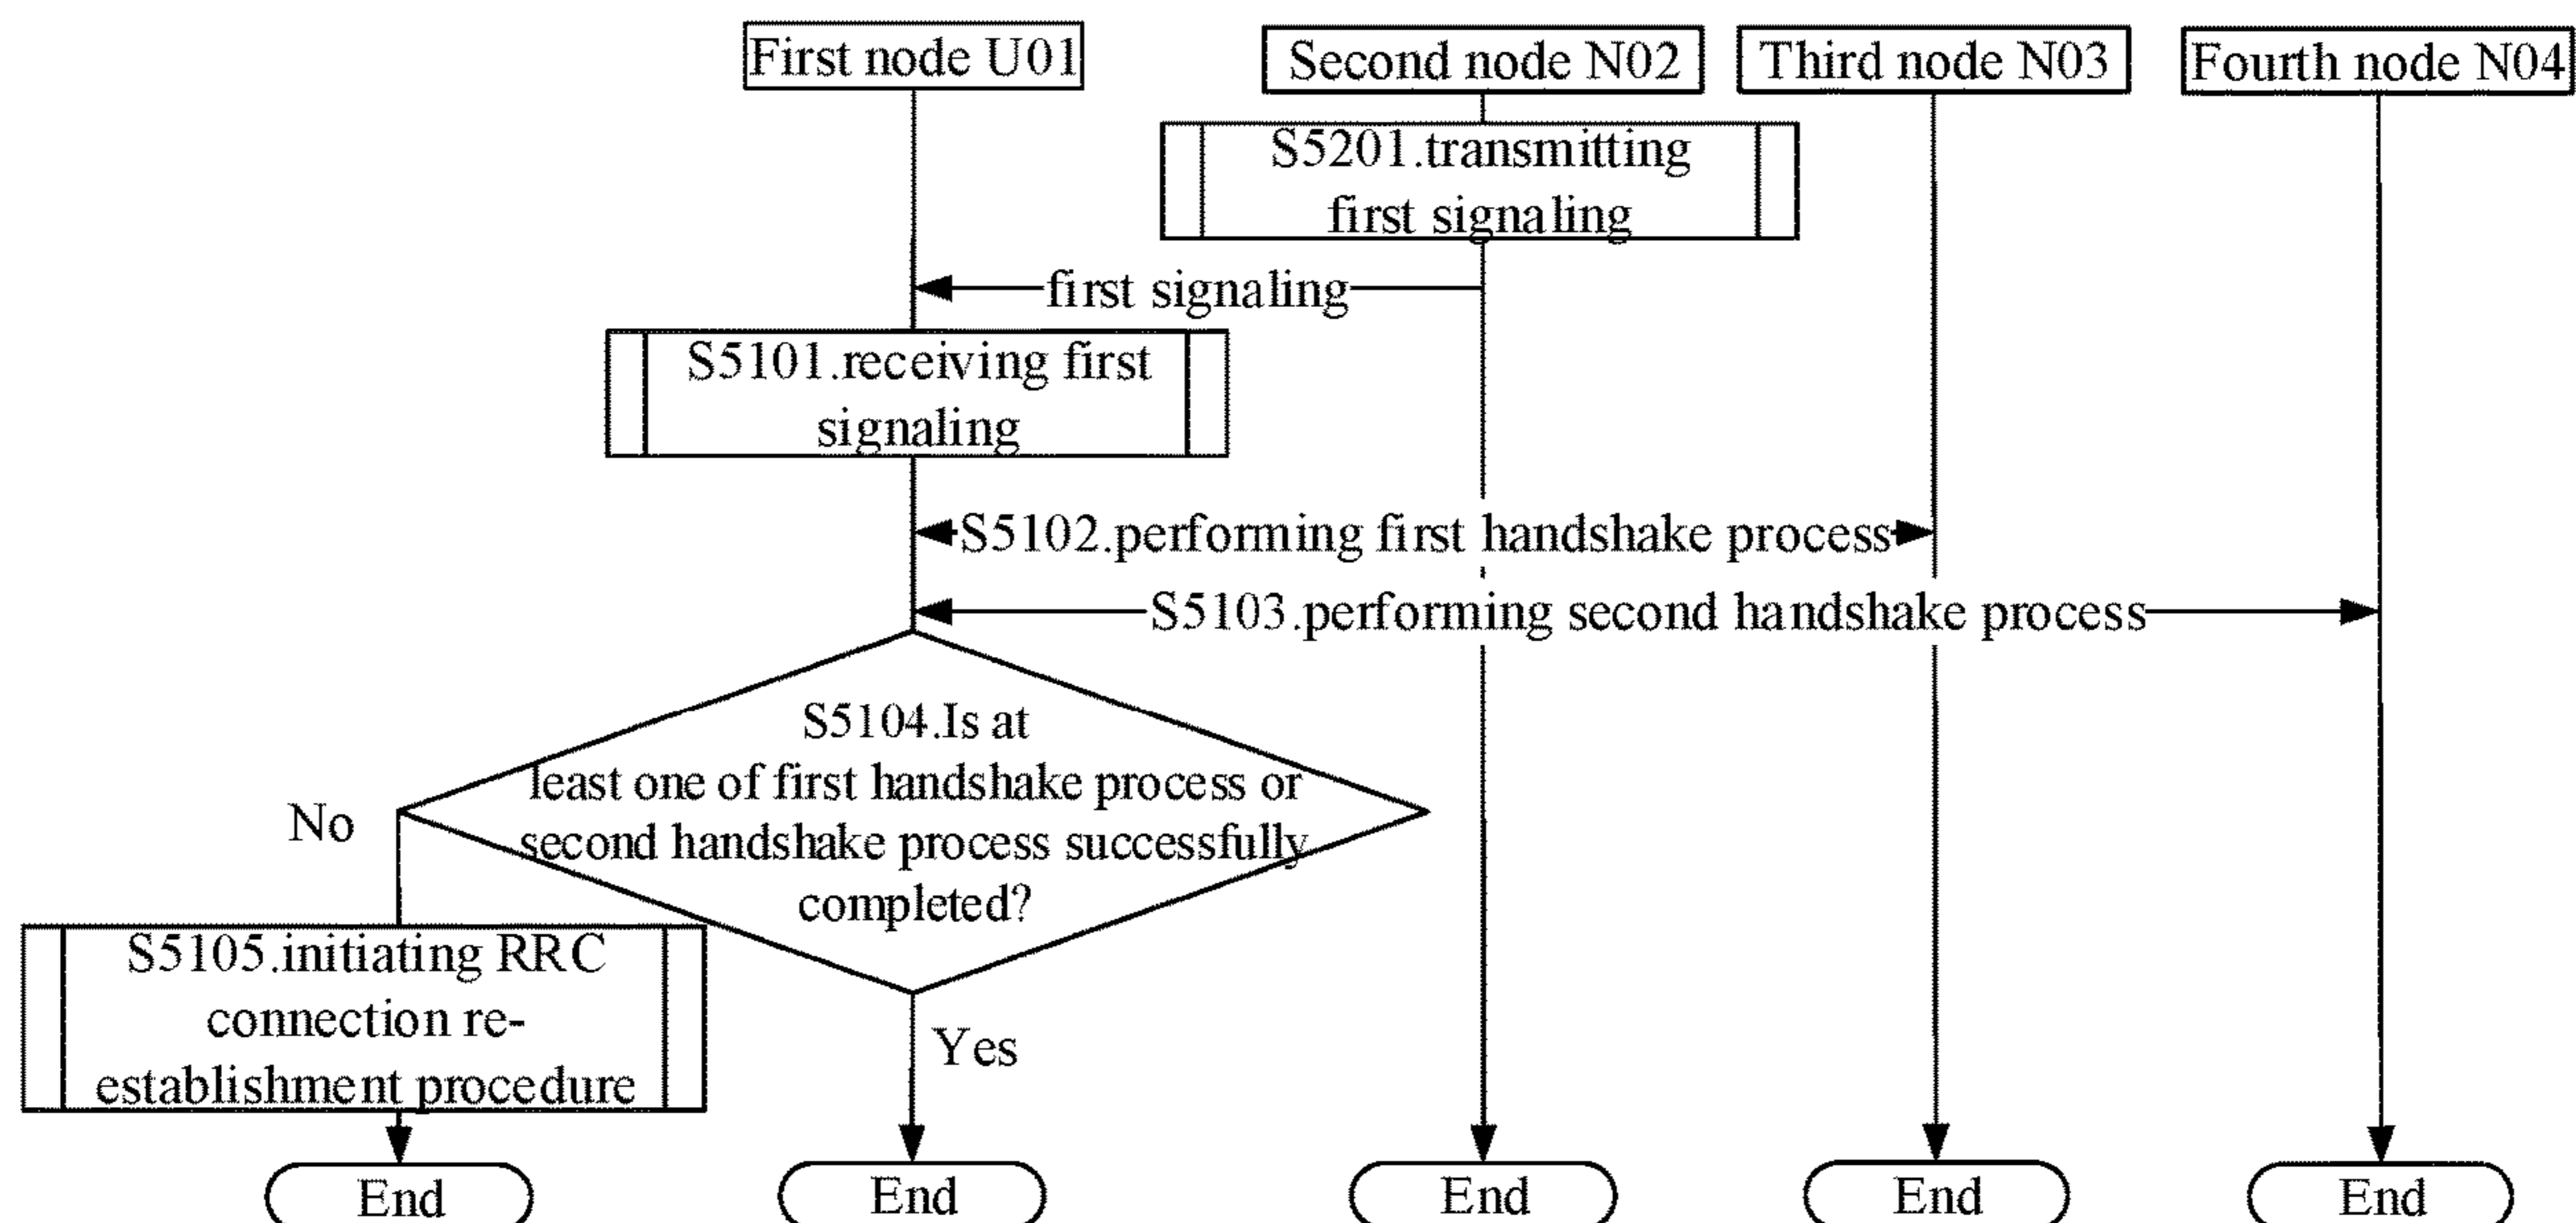 First node U01
Second node N02
Third node N03
Fourth node N04
S5201.transmitting
first signaling
first signaling
S5101.receiving first
signaling
S5102.performing first handshake process
S5103.performing second handshake process
S5104.Is at
least one of first handshake process or
second handshake process successfully
completed?
No
S5105.initiating RRC
connection re-
establishment procedure
Yes
End
End
End
End
End